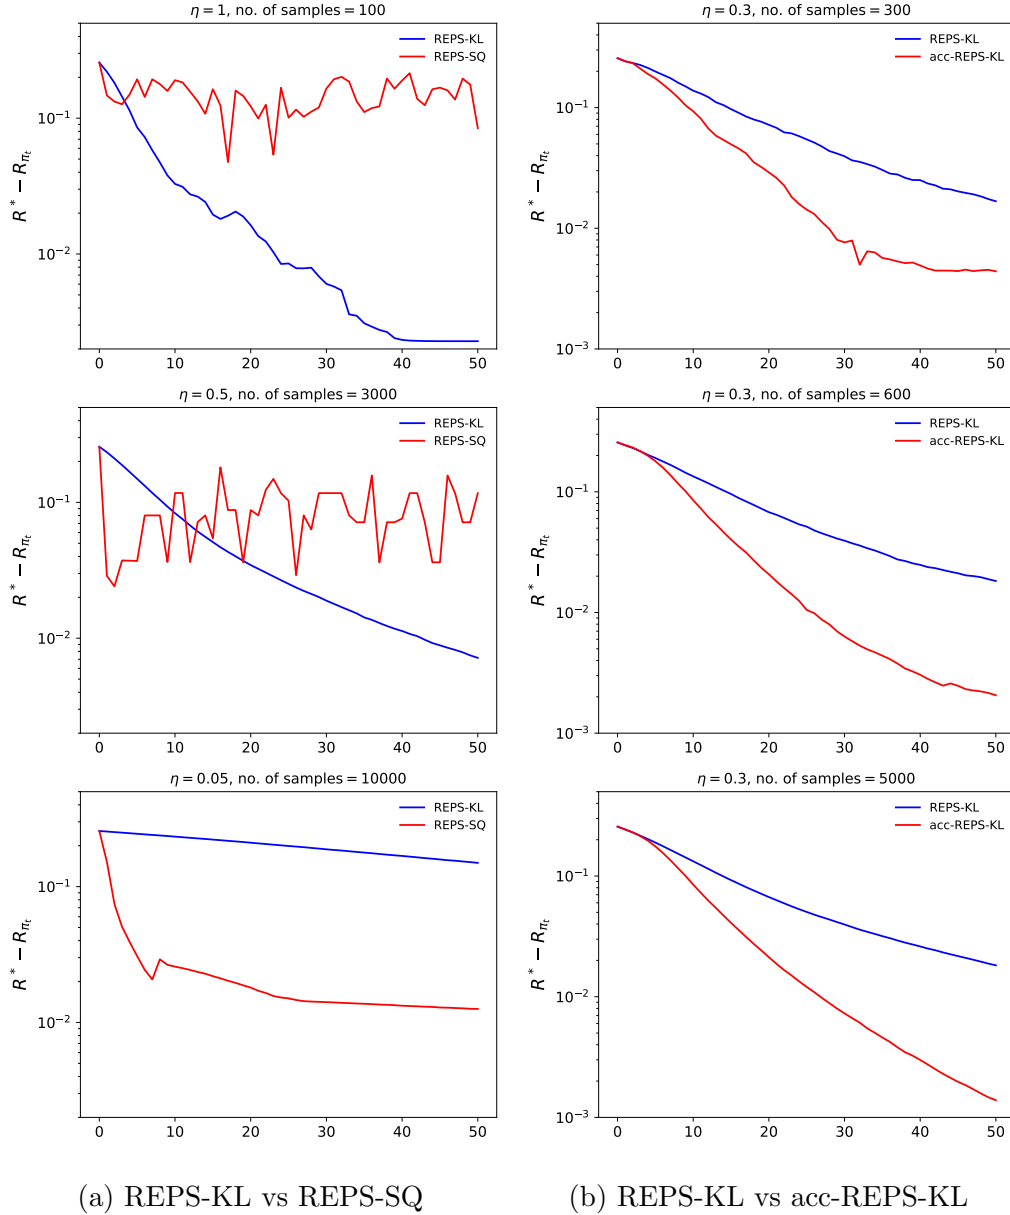 η = 1, no. of samples = 100
REPS-KL
REPS-SQ
10⁻¹
10⁻²
R* − R_{π_t}
0 10 20 30 40 50
η = 0.5, no. of samples = 3000
REPS-KL
REPS-SQ
10⁻¹
10⁻²
R* − R_{π_t}
0 10 20 30 40 50
η = 0.05, no. of samples = 10000
REPS-KL
REPS-SQ
10⁻¹
10⁻²
R* − R_{π_t}
0 10 20 30 40 50
(a) REPS-KL vs REPS-SQ
η = 0.3, no. of samples = 300
REPS-KL
acc-REPS-KL
10⁻¹
10⁻²
10⁻³
R* − R_{π_t}
0 10 20 30 40 50
η = 0.3, no. of samples = 600
REPS-KL
acc-REPS-KL
10⁻¹
10⁻²
10⁻³
R* − R_{π_t}
0 10 20 30 40 50
η = 0.3, no. of samples = 5000
REPS-KL
acc-REPS-KL
10⁻¹
10⁻²
10⁻³
R* − R_{π_t}
0 10 20 30 40 50
(b) REPS-KL vs acc-REPS-KL